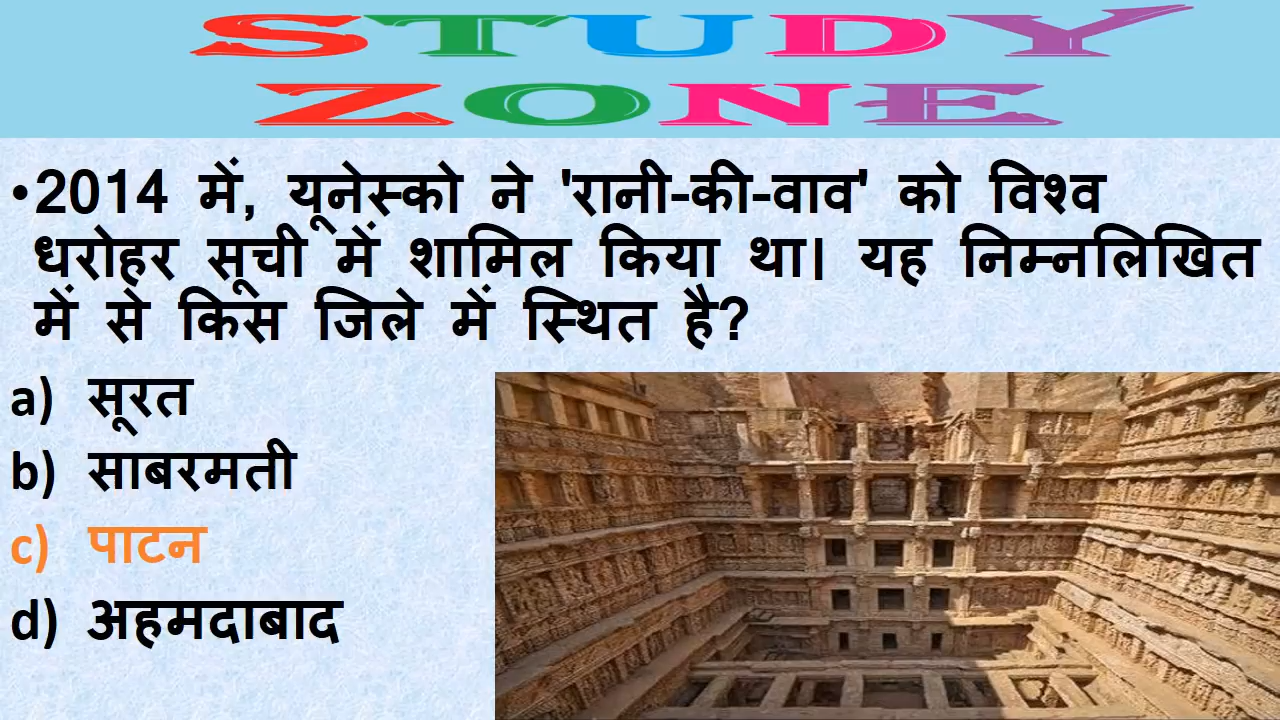 STUDY
ZONE
•2014 में, यूनेस्को ने 'रानी-की-वाव' को विश्व
धरोहर सूची में शामिल किया था। यह निम्नलिखित
में से किस जिले में स्थित है?
a) सूरत
b) साबरमती
c) पाटन
d) अहमदाबाद